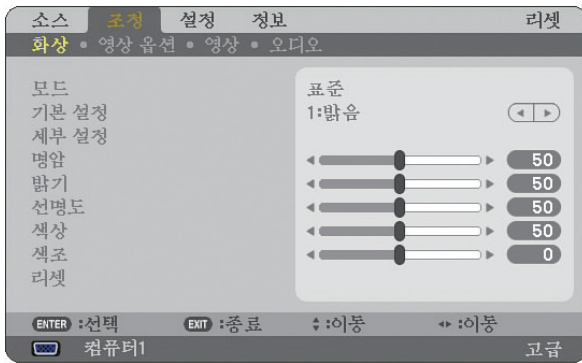 소스 조정 설정 정보 리셋
화상 • 영상 옵션 • 영상 • 오디오
모드 표준
기본 설정 1:밝음
세부 설정
명암 50
밝기 50
선명도 50
색상 50
색조 0
리셋
ENTER :선택 EXIT :종료 :이동 :이동
컴퓨터1 고급